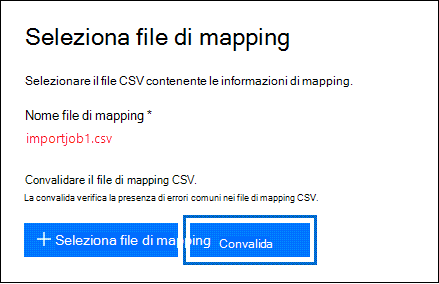 Seleziona file di mapping
Selezionare il file CSV contenente le informazioni di mapping.
Nome file di mapping *
importjob1.csv
Convalidare il file di mapping CSV.
La convalida verifica la presenza di errori comuni nei file di mapping CSV.
+ Seleziona file di mapping
Convalida